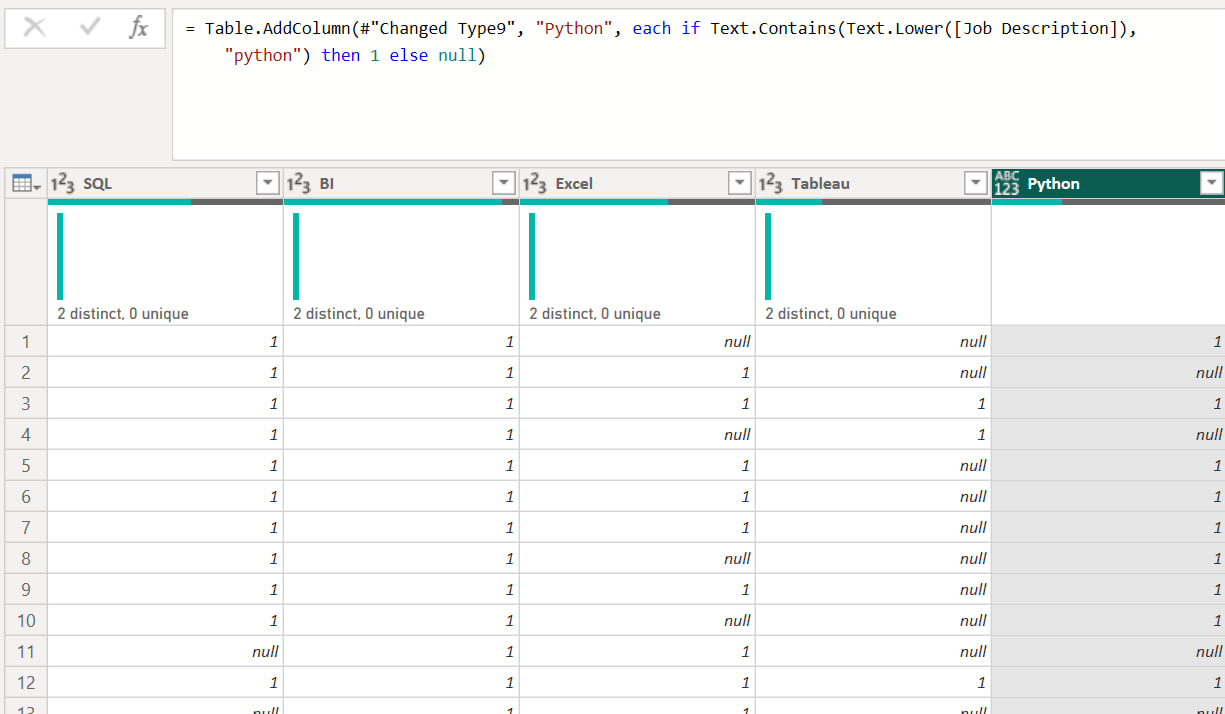 fx
= Table.AddColumn(#"Changed Type9", "Python", each if Text.Contains(Text.Lower([Job Description]),
"python") then 1 else null)
1²3 SQL 1²3 BI 1²3 Excel 1²3 Tableau ABC 123 Python
2 distinct, 0 unique 2 distinct, 0 unique 2 distinct, 0 unique 2 distinct, 0 unique
1 1 1 null null 1
2 1 1 1 null null
3 1 1 1 1 1
4 1 1 null 1 null
5 1 1 1 null 1
6 1 1 1 null 1
7 1 1 1 null 1
8 1 1 null null 1
9 1 1 1 null 1
10 1 1 null null 1
11 null 1 1 null null
12 1 1 1 1 1
13 null 1 1 null null